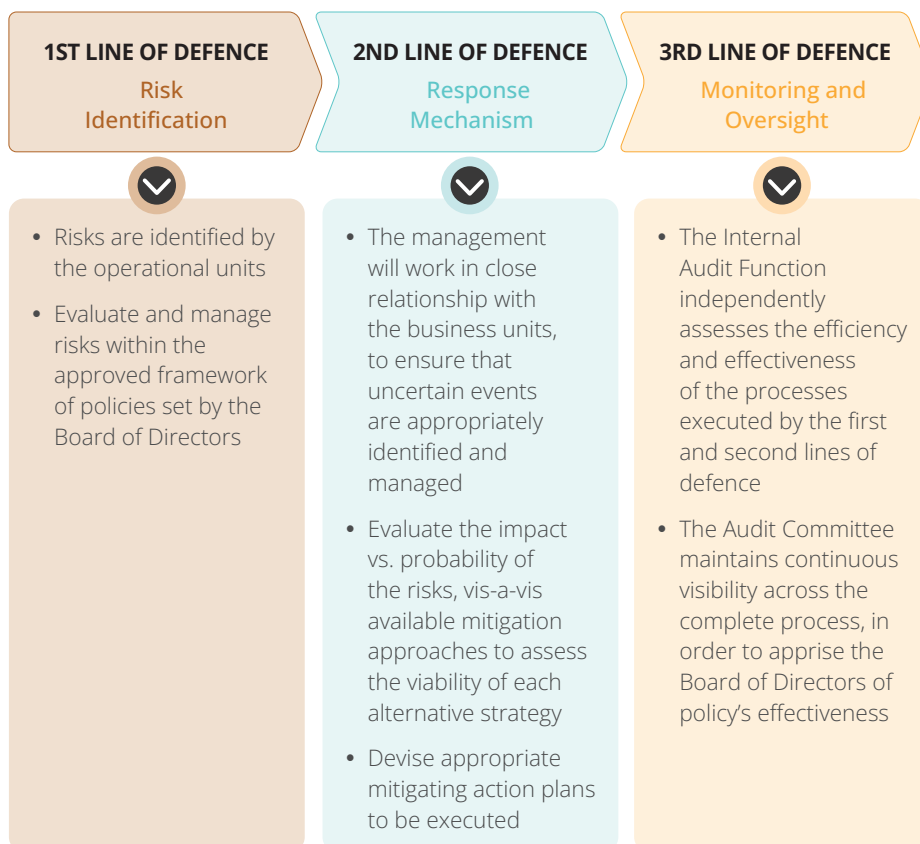 1ST LINE OF DEFENCE
Risk
Identification
• Risks are identified by
the operational units
• Evaluate and manage
risks within the
approved framework
of policies set by the
Board of Directors
2ND LINE OF DEFENCE
Response
Mechanism
• The management
will work in close
relationship with
the business units,
to ensure that
uncertain events
are appropriately
identified and
managed
• Evaluate the impact
vs. probability of
the risks, vis-a-vis
available mitigation
approaches to assess
the viability of each
alternative strategy
• Devise appropriate
mitigating action plans
to be executed
3RD LINE OF DEFENCE
Monitoring and
Oversight
• The Internal
Audit Function
independently
assesses the efficiency
and effectiveness
of the processes
executed by the first
and second lines of
defence
• The Audit Committee
maintains continuous
visibility across the
complete process, in
order to apprise the
Board of Directors of
policy’s effectiveness